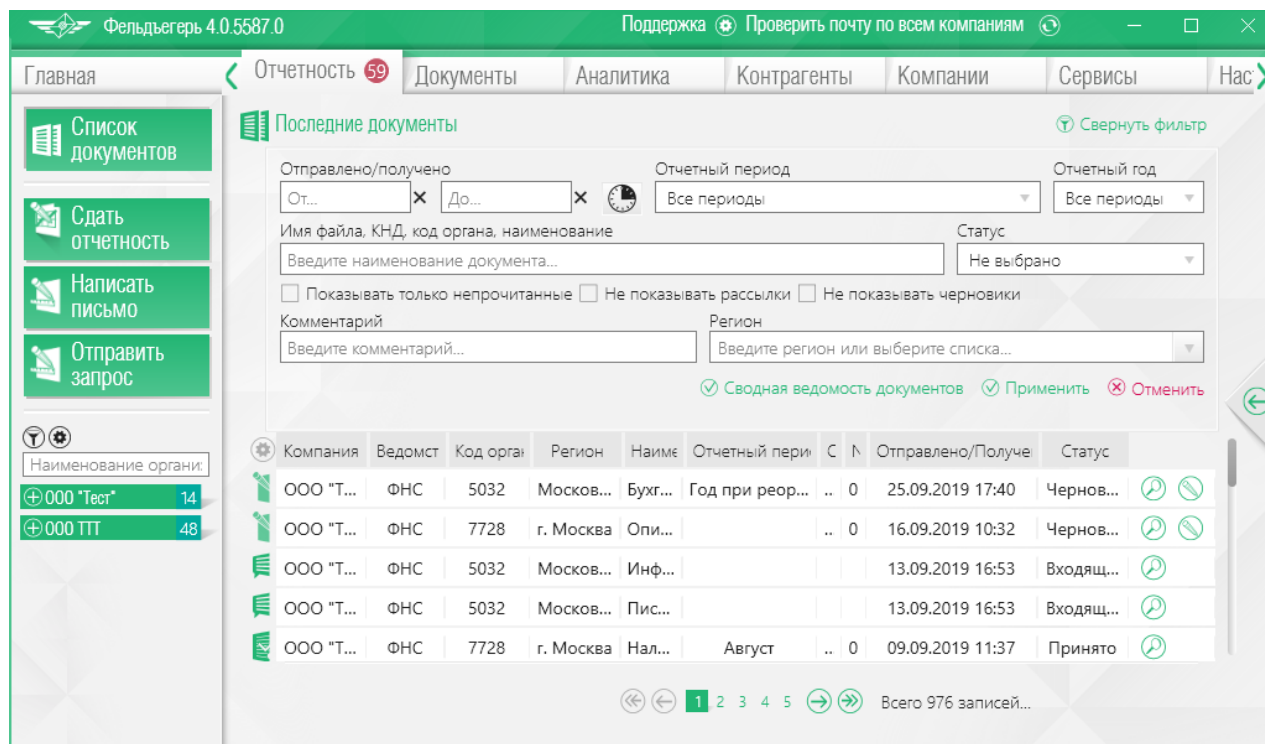 Фельдъегерь 4.0.5587.0 Поддержка Проверить почту по всем компаниям
Главная Отчетность 59 Документы Аналитика Контрагенты Компании Сервисы Нас
Список
документов
Сдать
отчетность
Написать
письмо
Отправить
запрос
Наименование органи:
ООО "Тест" 14
ООО ТТТ 48
Последние документы Свернуть фильтр
Отправлено/получено Отчетный период Отчетный год
От... До... Все периоды Все периоды
Имя файла, КНД, код органа, наименование Статус
Введите наименование документа... Не выбрано
Показывать только непрочитанные Не показывать рассылки Не показывать черновики
Комментарий Регион
Введите комментарий... Введите регион или выберите списка...
Сводная ведомость документов Применить Отменить
Компания Ведомст Код орган Регион Наиме Отчетный пери С N Отправлено/Получе Статус
ООО "Т... ФНС 5032 Москов... Бухг... Год при реор... .. 0 25.09.2019 17:40 Чернов...
ООО "Т... ФНС 7728 г. Москва Опи... .. 0 16.09.2019 10:32 Чернов...
ООО "Т... ФНС 5032 Москов... Инф... 13.09.2019 16:53 Входящ...
ООО "Т... ФНС 5032 Москов... Пис... 13.09.2019 16:53 Входящ...
ООО "Т... ФНС 7728 г. Москва Нал... Август .. 0 09.09.2019 11:37 Принято
1 2 3 4 5 Всего 976 записей...